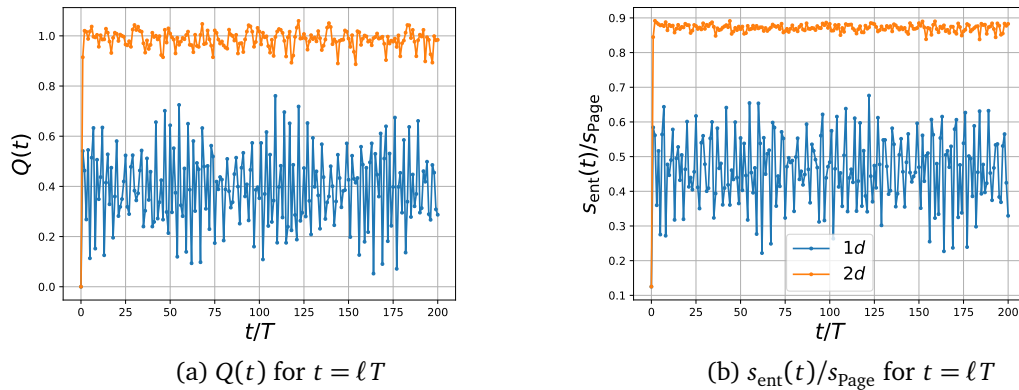 1.0
0.8
0.6
0.4
0.2
0.0
Q(t)
0 25 50 75 100 125 150 175 200
t/T
(a) Q(t) for t = ℓT
0.9
0.8
0.7
0.6
0.5
0.4
0.3
0.2
0.1
s_ent(t)/s_Page
1d
2d
0 25 50 75 100 125 150 175 200
t/T
(b) s_ent(t)/s_Page for t = ℓT